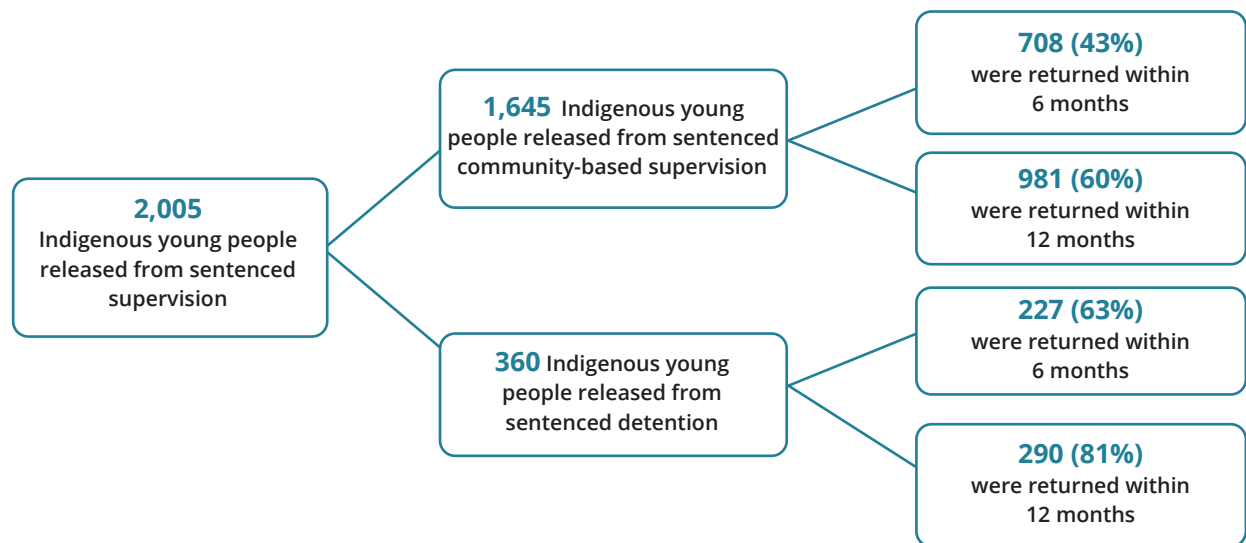 2,005
Indigenous young people
released from sentenced
supervision
1,645 Indigenous young
people released from sentenced
community-based supervision
708 (43%)
were returned within
6 months
981 (60%)
were returned within
12 months
360 Indigenous young
people released from
sentenced detention
227 (63%)
were returned within
6 months
290 (81%)
were returned within
12 months